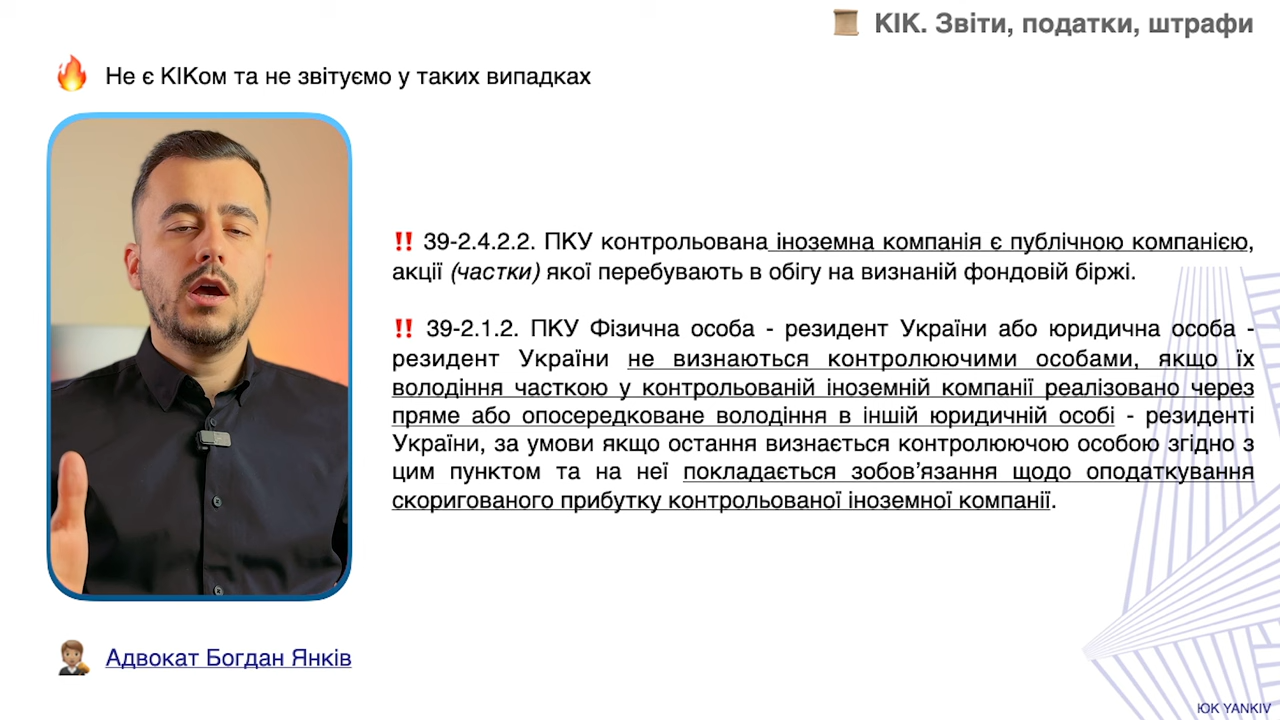 КІК. Звіти, податки, штрафи
Не є КІКом та не звітуємо у таких випадках
‼ 39-2.4.2.2. ПКУ контрольована іноземна компанія є публічною компанією,
акції (частки) якої перебувають в обігу на визнаній фондовій біржі.
‼ 39-2.1.2. ПКУ Фізична особа - резидент України або юридична особа -
резидент України не визнаються контролюючими особами, якщо їх
володіння часткою у контрольованій іноземній компанії реалізовано через
пряме або опосередковане володіння в іншій юридичній особі - резиденті
України, за умови якщо остання визнається контролюючою особою згідно з
цим пунктом та на неї покладається зобов’язання щодо оподаткування
скоригованого прибутку контрольованої іноземної компанії.
Адвокат Богдан Янків
ЮК YANKIV